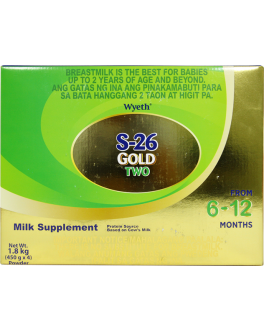 BREASTMILK IS THE BEST FOR BABIES
UP TO 2 YEARS OF AGE AND BEYOND.
ANG GATAS NG INA ANG PINAKAMABUTI PARA
SA BATA HANGGANG 2 TAON AT HIGIT PA.
Wyeth®
S-26
GOLD
TWO
FROM
6-12
MONTHS
Milk Supplement
Protein Source
Based on Cow's Milk
Net Wt.
1.8 kg
(450 g x 4)
Powder